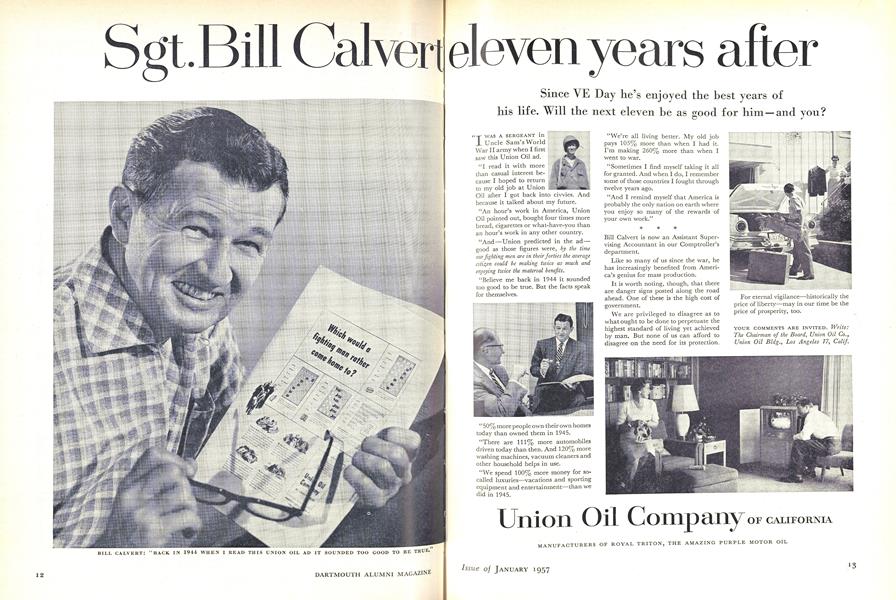 Sgt. Bill Calvert eleven years after
Since VE Day he's enjoyed the best years of
his life. Will the next eleven be as good for him—and you?
Which would a
fighting man rather
come home to?
BILL CALVERT: "BACK IN 1944 WHEN I READ THIS UNION OIL AD IT SOUNDED TOO GOOD TO BE TRUE."
"I WAS A SERGEANT in
Uncle Sam's World
War II army when I first
saw this Union Oil ad.
"I read it with more
than casual interest be-
cause I hoped to return
to my old job at Union
Oil after I got back into civvies. And
because it talked about my future.
"An hour's work in America, Union
Oil pointed out, bought four times more
bread, cigarettes or what-have-you than
an hour's work in any other country.
"And—Union predicted in the ad—
good as those figures were, by the time
our fighting men are in their forties the average
citizen could be making twice as much and
enjoying twice the material benefits.
"Believe me back in 1944 it sounded
too good to be true. But the facts speak
for themselves.
"50% more people own their own homes
today than owned them in 1945.
"There are 111% more automobiles
driven today than then. And 120% more
washing machines, vacuum cleaners and
other household helps in use.
"We spend 100% more money for so-
called luxuries—vacations and sporting
equipment and entertainment—than we
did in 1945.
"We're all living better. My old job
pays 105% more than when I had it.
I'm making 260% more than when I
went to war.
"Sometimes I find myself taking it all
for granted. And when I do, I remember
some of those countries I fought through
twelve years ago.
"And I remind myself that America is
probably the only nation on earth where
you enjoy so many of the rewards of
your own work."
* * *
Bill Calvert is now an Assistant Super-
vising Accountant in our Comptroller's
department.
Like so many of us since the war, he
has increasingly benefited from Ameri-
ca's genius for mass production.
It is worth noting, though, that there
are danger signs posted along the road
ahead. One of these is the high cost of
government.
We are privileged to disagree as to
what ought to be done to perpetuate the
highest standard of living yet achieved
by man. But none of us can afford to
disagree on the need for its protection.
For eternal vigilance—historically the
price of liberty—may in our time be the
price of prosperity, too.
YOUR COMMENTS ARE INVITED. Write:
The Chairman of the Board, Union Oil Co.,
Union Oil Bldg., Los Angeles 17, Calif.
Union Oil Company OF CALIFORNIA
MANUFACTURERS OF ROYAL TRITON, THE AMAZING PURPLE MOTOR OIL
12
DARTMOUTH ALUMNI MAGAZINE
Issue of JANUARY 1957
13